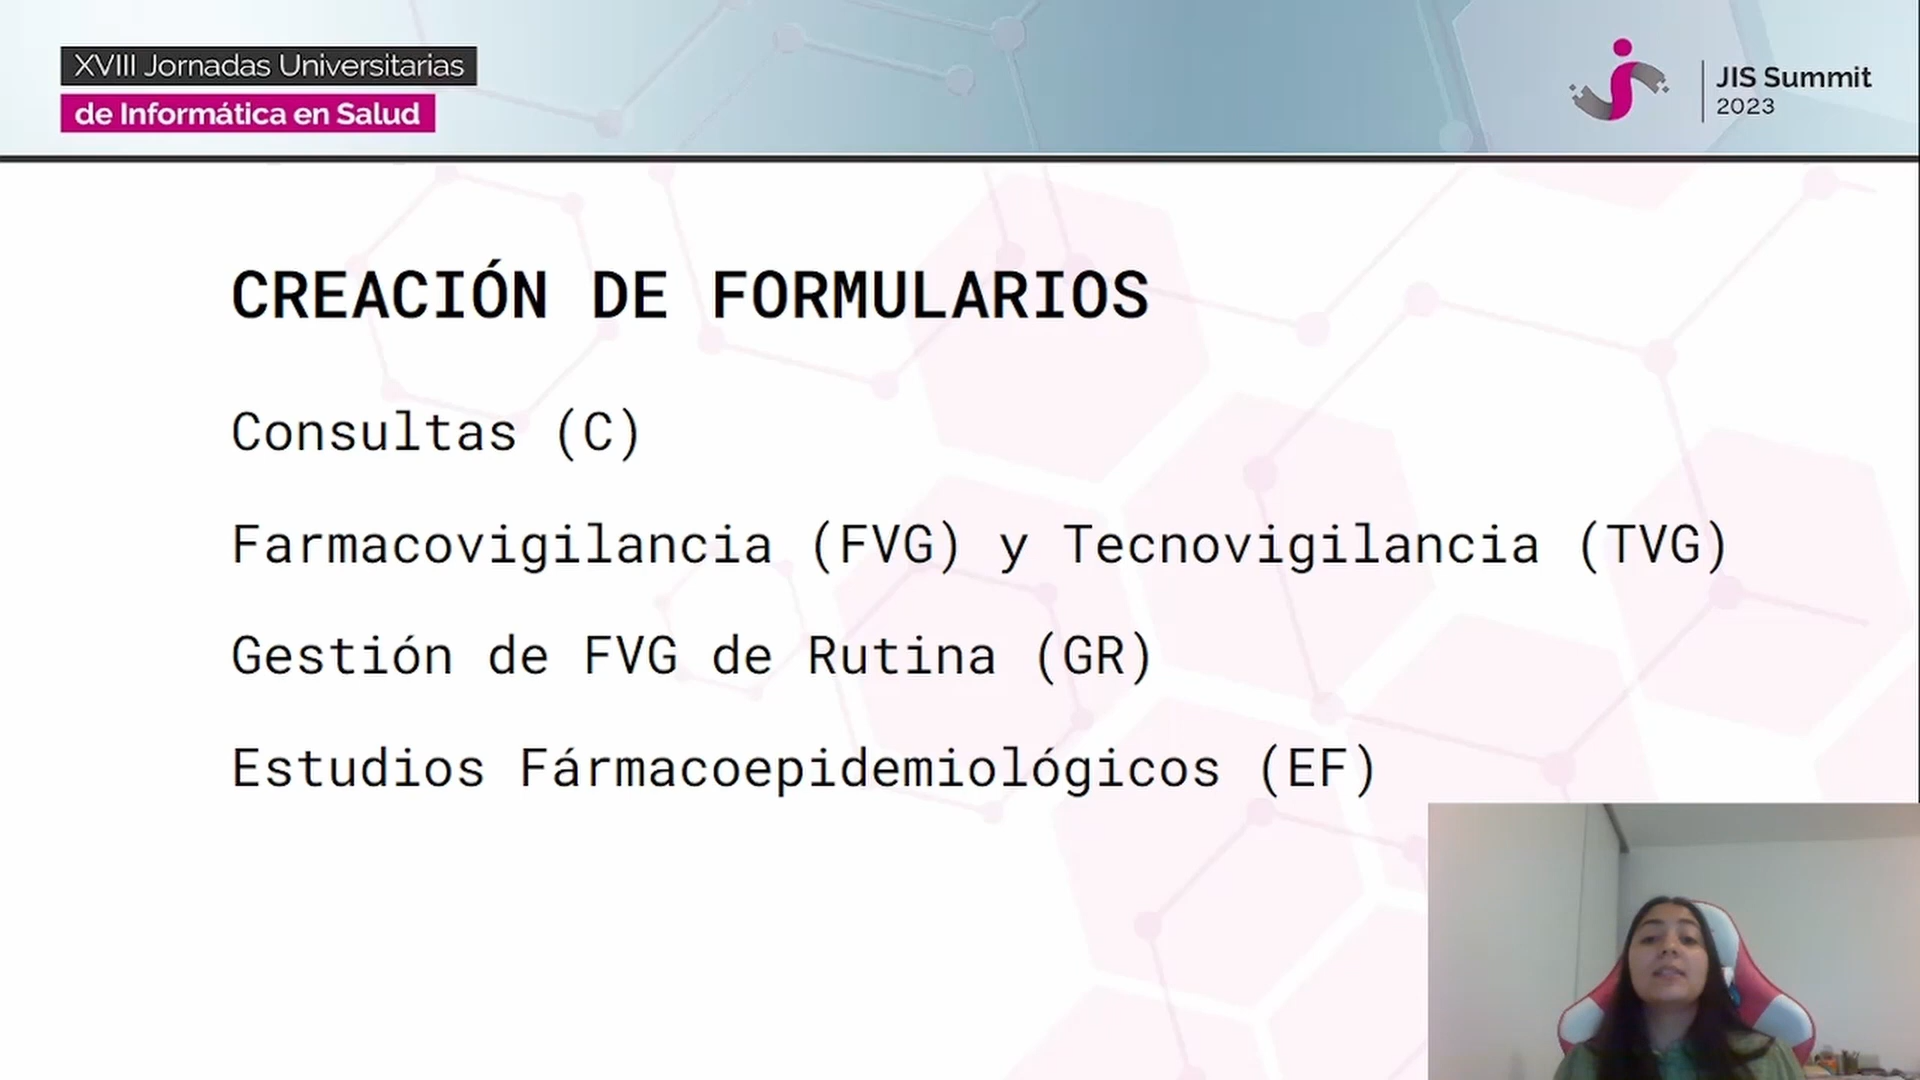 XVIII Jornadas Universitarias
de Informática en Salud
JIS Summit
2023
CREACIÓN DE FORMULARIOS
Consultas (C)
Farmacovigilancia (FVG) y Tecnovigilancia (TVG)
Gestión de FVG de Rutina (GR)
Estudios Fármacoepidemiológicos (EF)